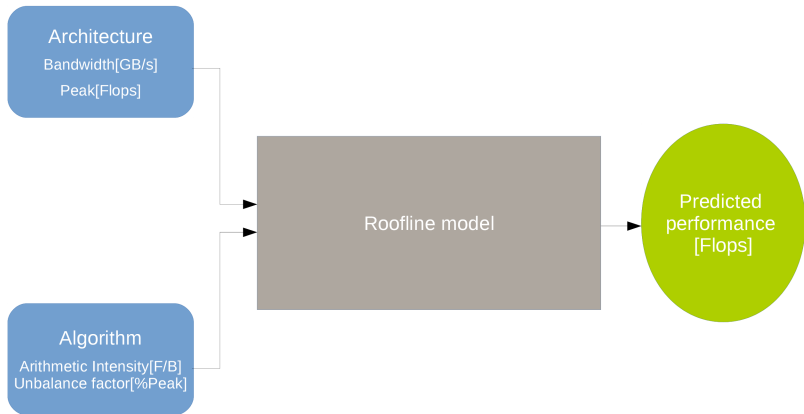 Architecture
Bandwidth[GB/s]
Peak[Flops]
Roofline model
Predicted
performance
[Flops]
Algorithm
Arithmetic Intensity[F/B]
Unbalance factor[%Peak]